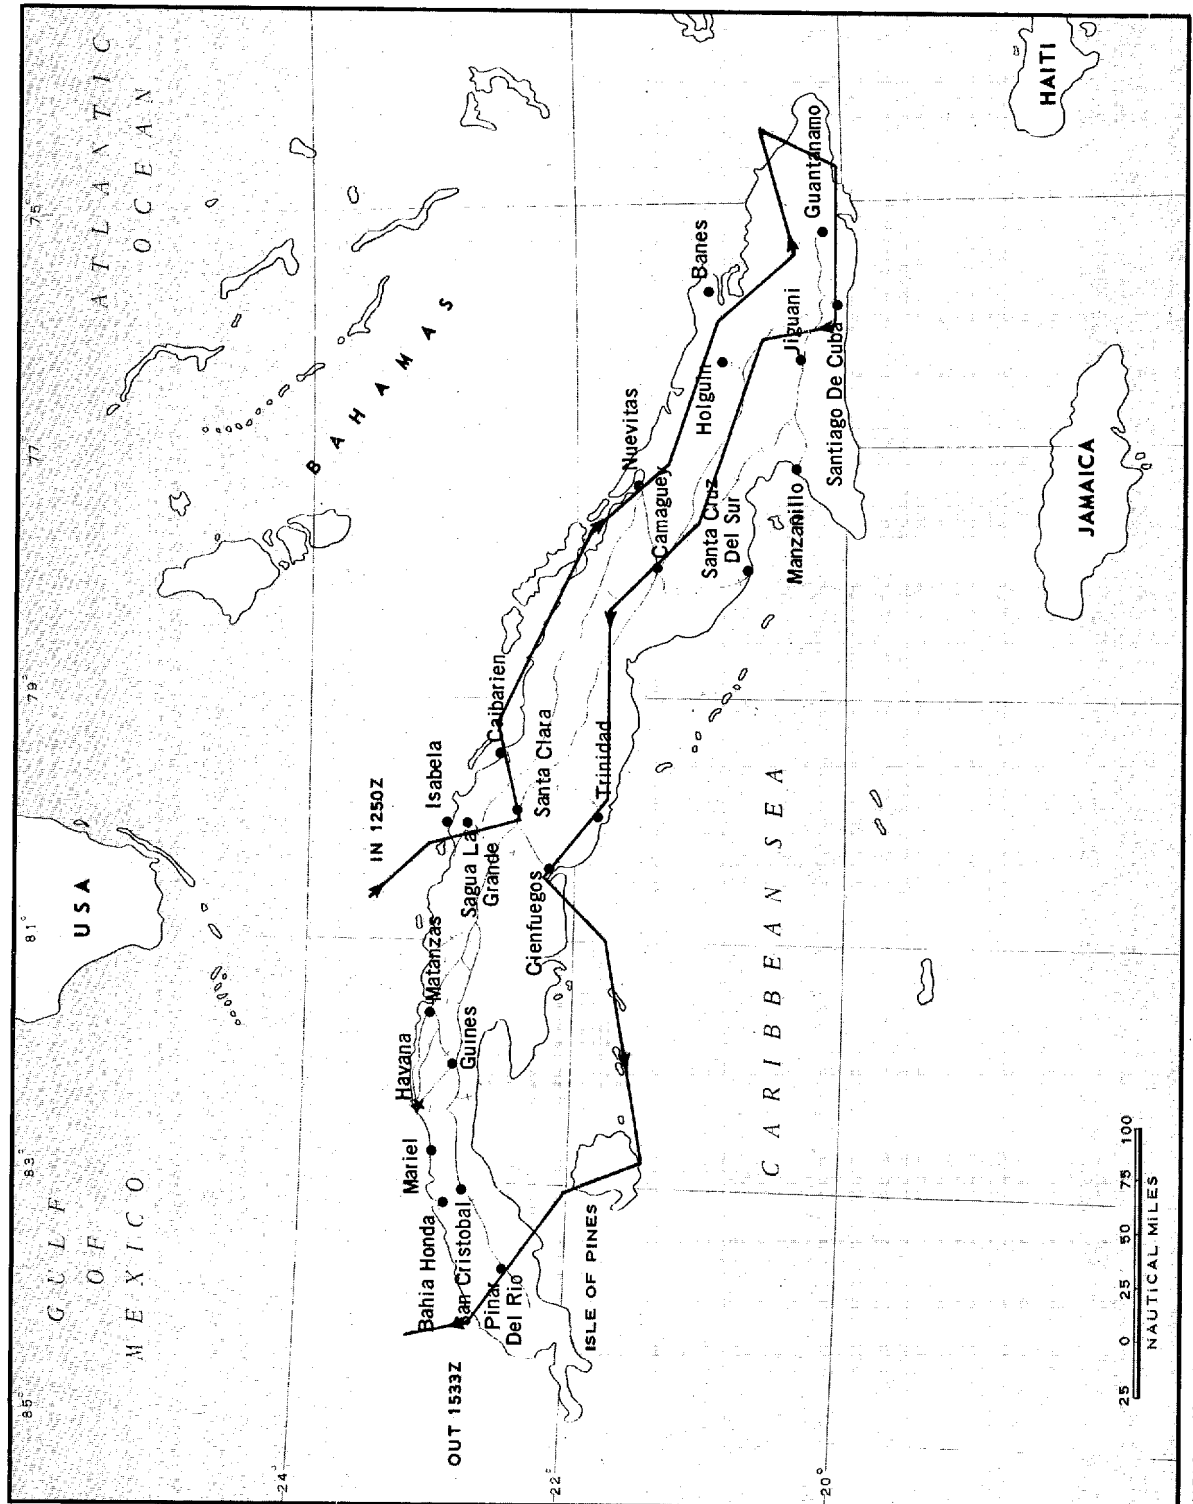 GULF
OF
MEXICO
USA
ATLANTIC
OCEAN
BAHAMAS
85°
83°
81°
79°
77
75°
24°
22°
20°
OUT 1533Z
IN 1250Z
Bahia Honda
Mariel
Havana
Matanzas
San Cristobal
Pinar
Del Rio
Guines
Isabela
Sagua La
Grande
Caibarien
Santa Clara
Cienfuegos
Trinidad
Nuevitas
Camaguey
Santa Cruz
Del Sur
Holguin
Banes
Manzanillo
Jiguani
Santiago De Cuba
Guantanamo
ISLE OF PINES
CARIBBEAN SEA
JAMAICA
HAITI
25 0 25 50 75 100
NAUTICAL MILES